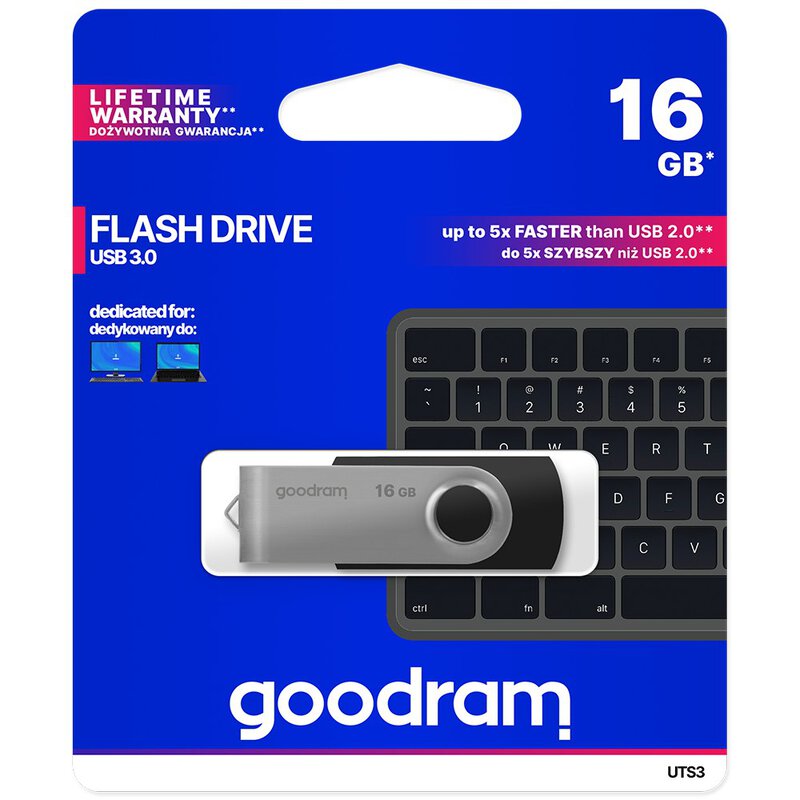 LIFETIME
WARRANTY**
DOŻYWOTNIA GWARANCJA**
16
GB*
FLASH DRIVE
USB 3.0
up to 5x FASTER than USB 2.0**
do 5x SZYBSZY niż USB 2.0**
dedicated for:
dedykowany do:
esc F1 F2 F3 F4 F5
~ ! @ # $ %
` 1 2 3 4 5
Q W E R T
D F G
C V
goodram 16 GB
ctrl fn alt
goodram
UTS3